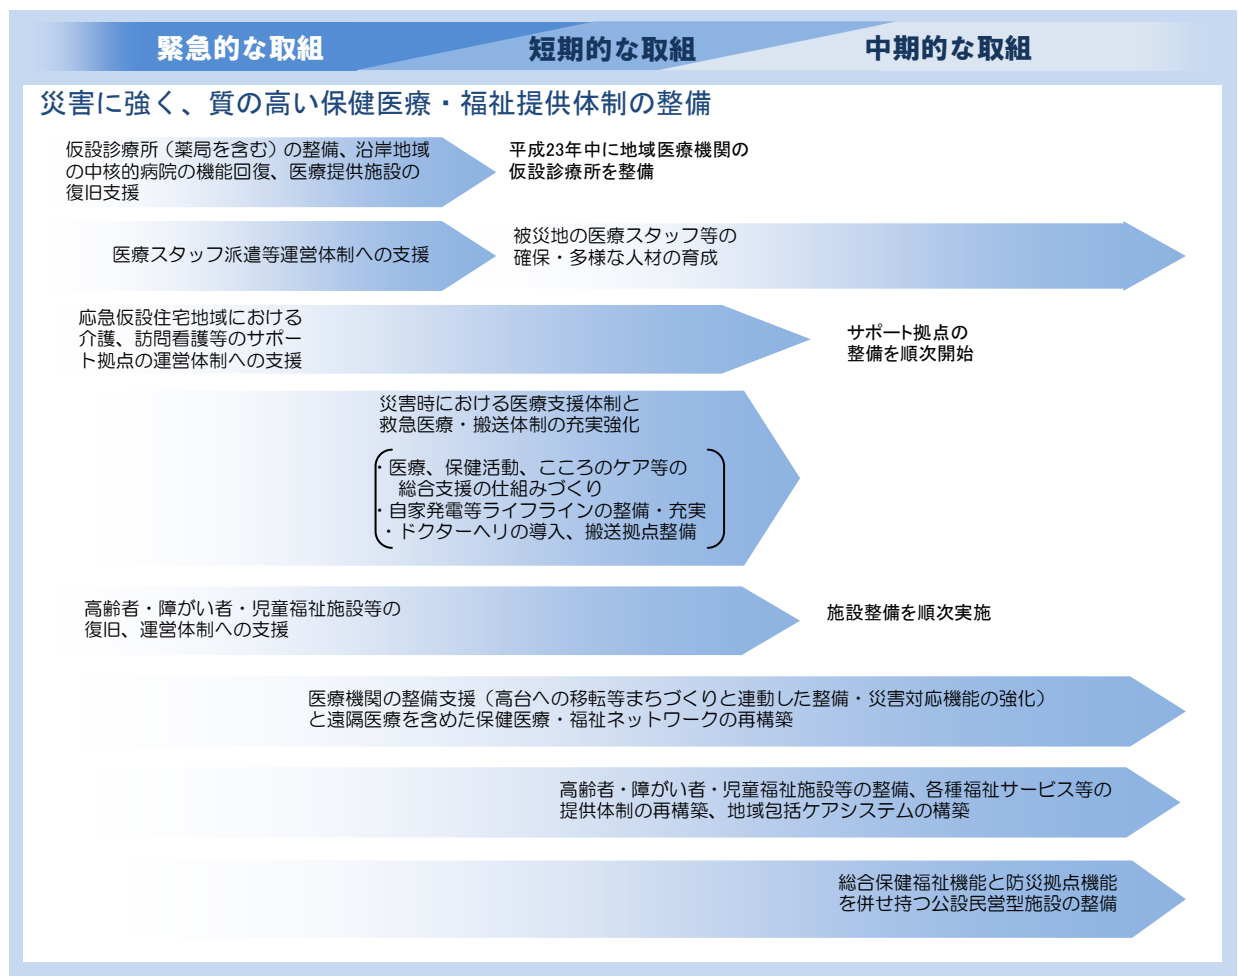 緊急的な取組
短期的な取組
中期的な取組
災害に強く、質の高い保健医療・福祉提供体制の整備
仮設診療所（薬局を含む）の整備、沿岸地域
の中核的病院の機能回復、医療提供施設の
復旧支援
平成23年中に地域医療機関の
仮設診療所を整備
医療スタッフ派遣等運営体制への支援
被災地の医療スタッフ等の
確保・多様な人材の育成
応急仮設住宅地域における
介護、訪問看護等のサポー
ト拠点の運営体制への支援
サポート拠点の
整備を順次開始
災害時における医療支援体制と
救急医療・搬送体制の充実強化
・医療、保健活動、こころのケア等の
総合支援の仕組みづくり
・自家発電等ライフラインの整備・充実
・ドクターヘリの導入、搬送拠点整備
高齢者・障がい者・児童福祉施設等の
復旧、運営体制への支援
施設整備を順次実施
医療機関の整備支援（高台への移転等まちづくりと連動した整備・災害対応機能の強化）
と遠隔医療を含めた保健医療・福祉ネットワークの再構築
高齢者・障がい者・児童福祉施設等の整備、各種福祉サービス等の
提供体制の再構築、地域包括ケアシステムの構築
総合保健福祉機能と防災拠点機能
を併せ持つ公設民営型施設の整備